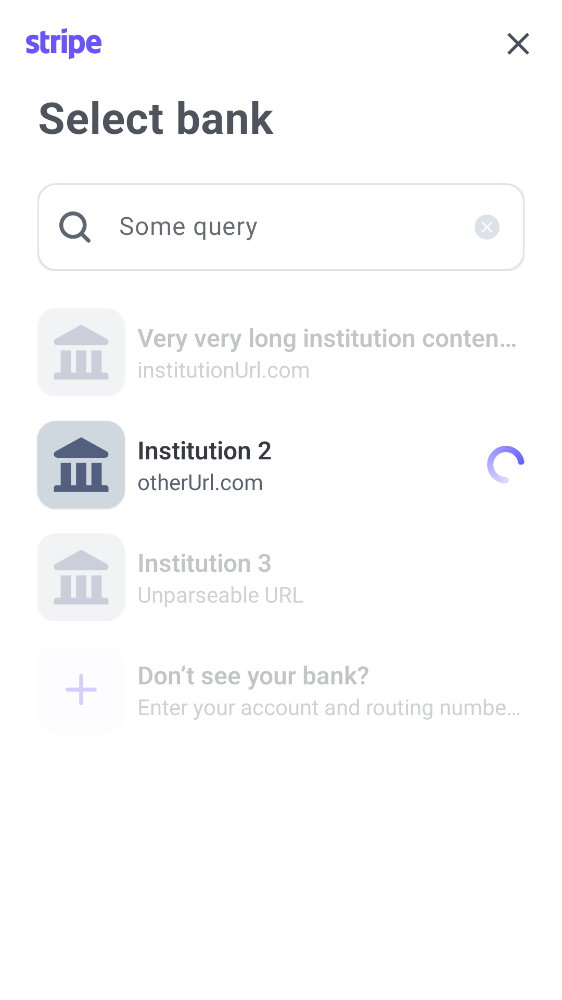 stripe
Select bank
Some query
Very very long institution conten...
institutionUrl.com
Institution 2
otherUrl.com
Institution 3
Unparseable URL
Don’t see your bank?
Enter your account and routing numbe...